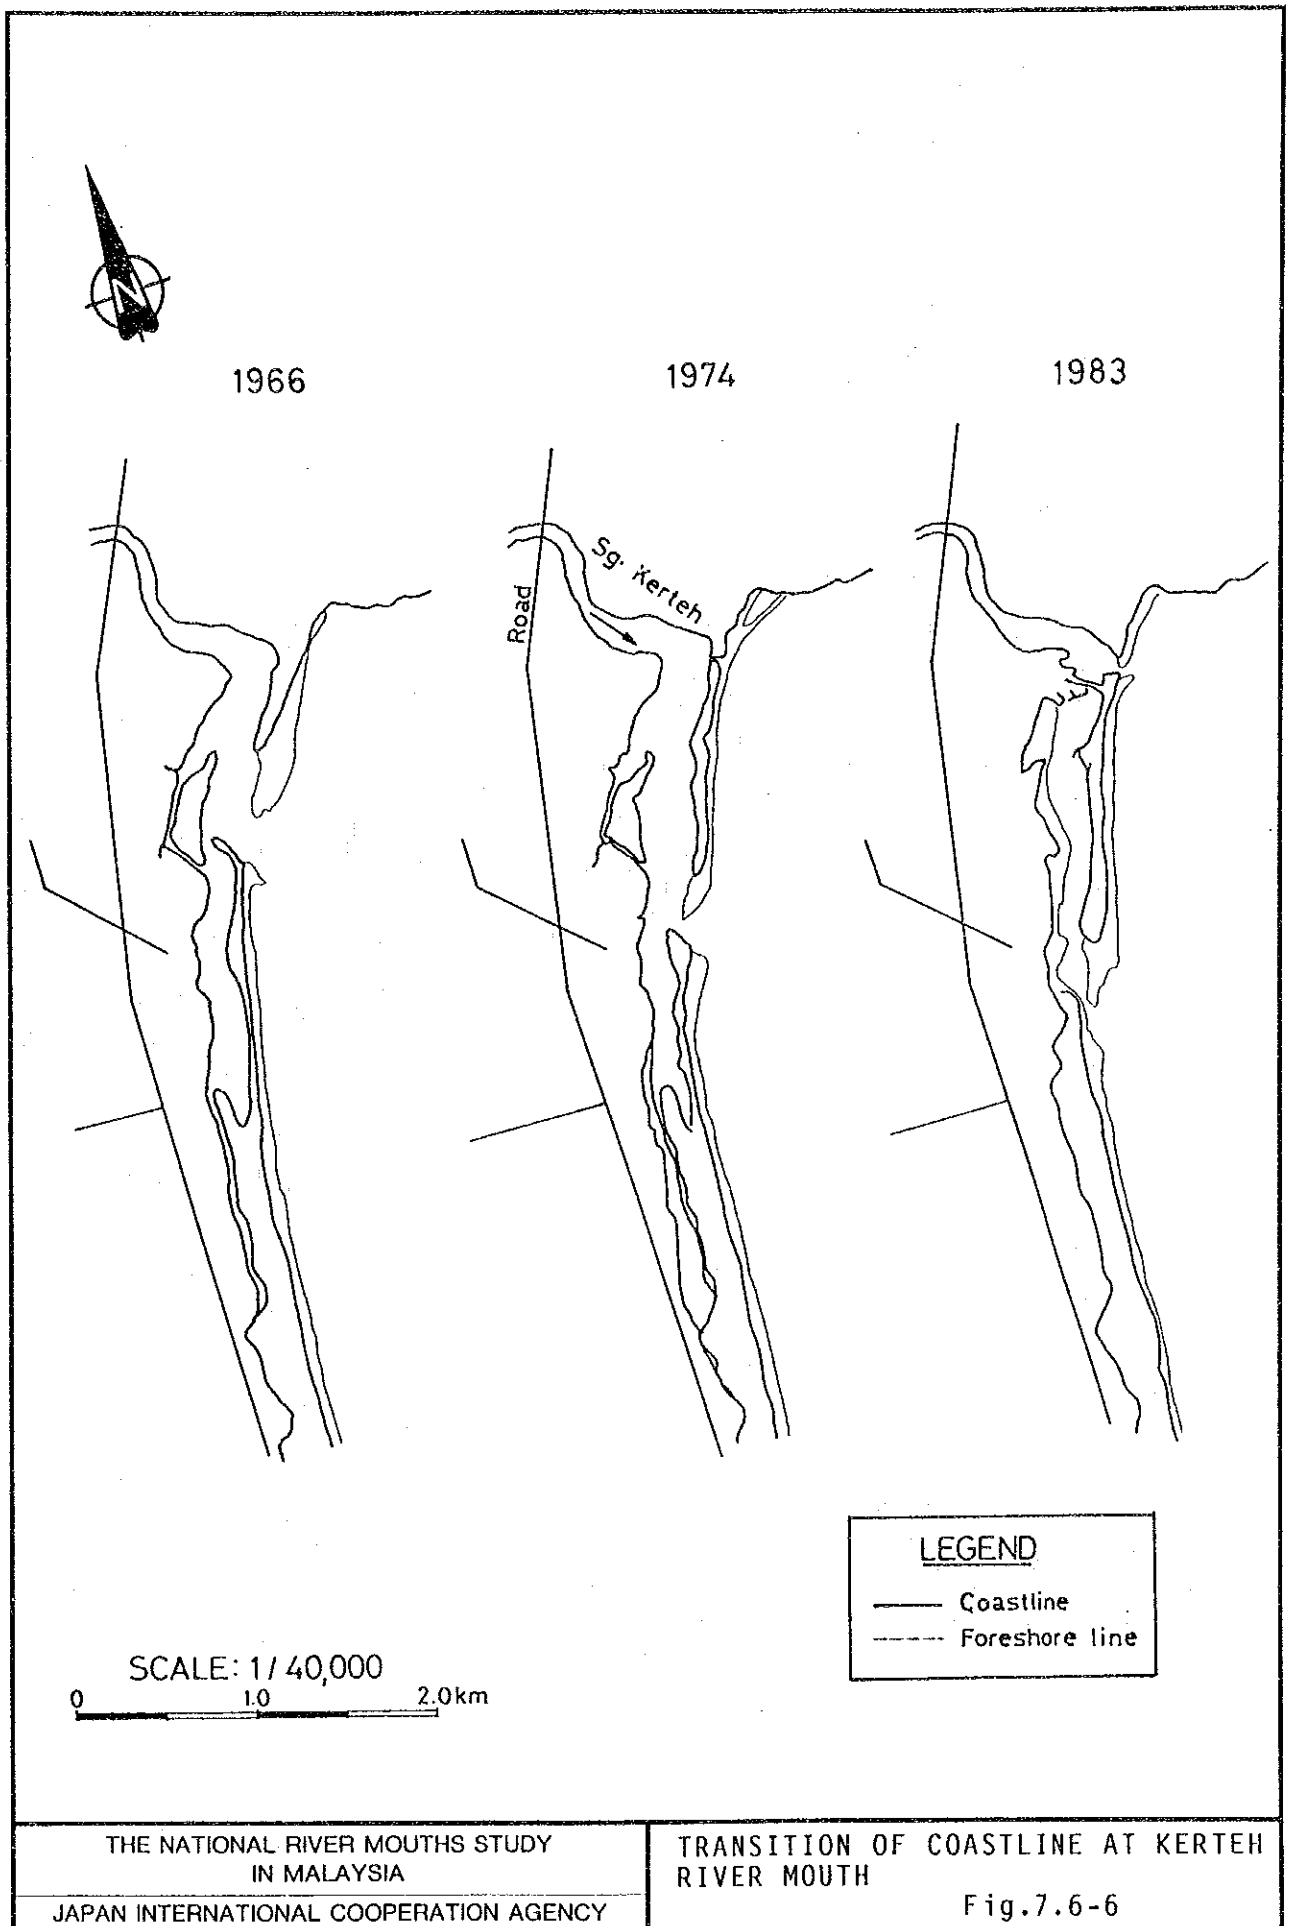 N
1966
1974
1983
Sg. Kerteh
Road
LEGEND
Coastline
Foreshore line
SCALE: 1/40,000
0 1.0 2.0km
THE NATIONAL RIVER MOUTHS STUDY
IN MALAYSIA
JAPAN INTERNATIONAL COOPERATION AGENCY
TRANSITION OF COASTLINE AT KERTEH
RIVER MOUTH
Fig.7.6-6